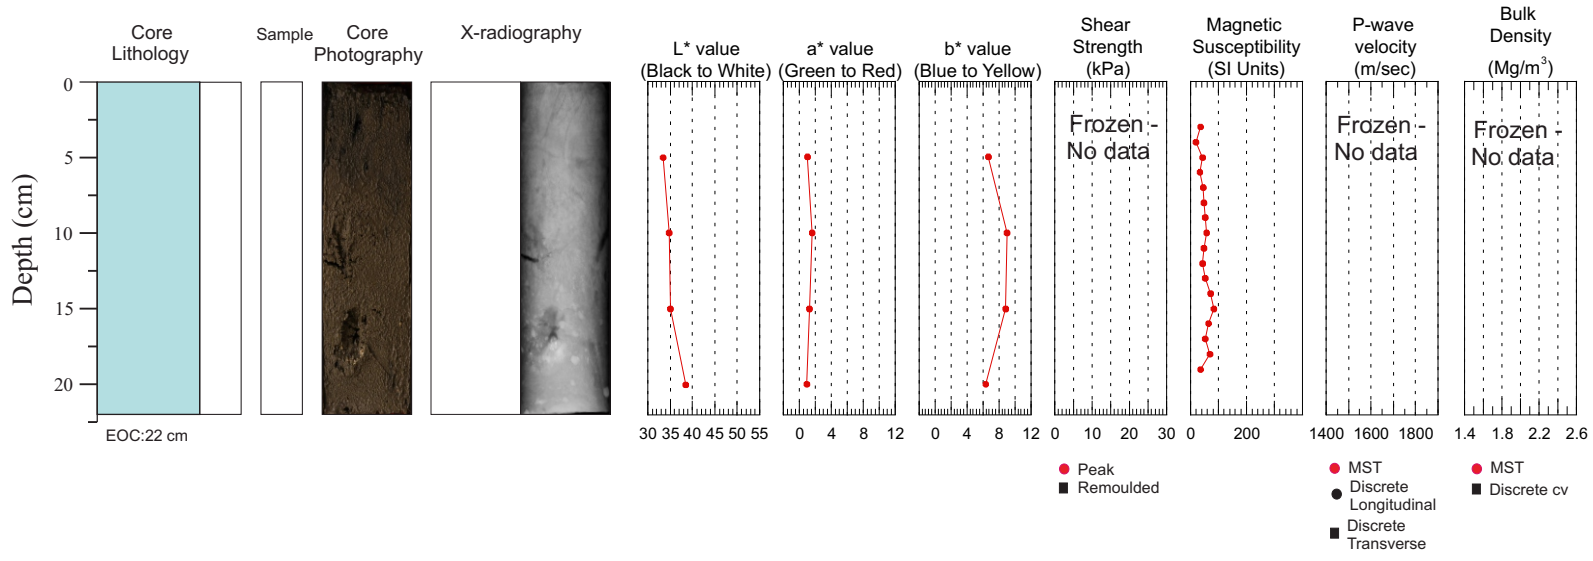 Core
Lithology
Sample
Core
Photography
X-radiography
L* value
(Black to White)
a* value
(Green to Red)
b* value
(Blue to Yellow)
Shear
Strength
(kPa)
Magnetic
Susceptibility
(SI Units)
P-wave
velocity
(m/sec)
Bulk
Density
(Mg/m³)
Depth (cm)
0
5
10
15
20
EOC:22 cm
Frozen -
No data
Frozen -
No data
Frozen -
No data
30 35 40 45 50 55
0 4 8 12
0 4 8 12
0 10 20 30
0 200
1400 1600 1800
1.4 1.8 2.2 2.6
Peak
Remoulded
MST
Discrete
Longitudinal
Discrete
Transverse
MST
Discrete cv